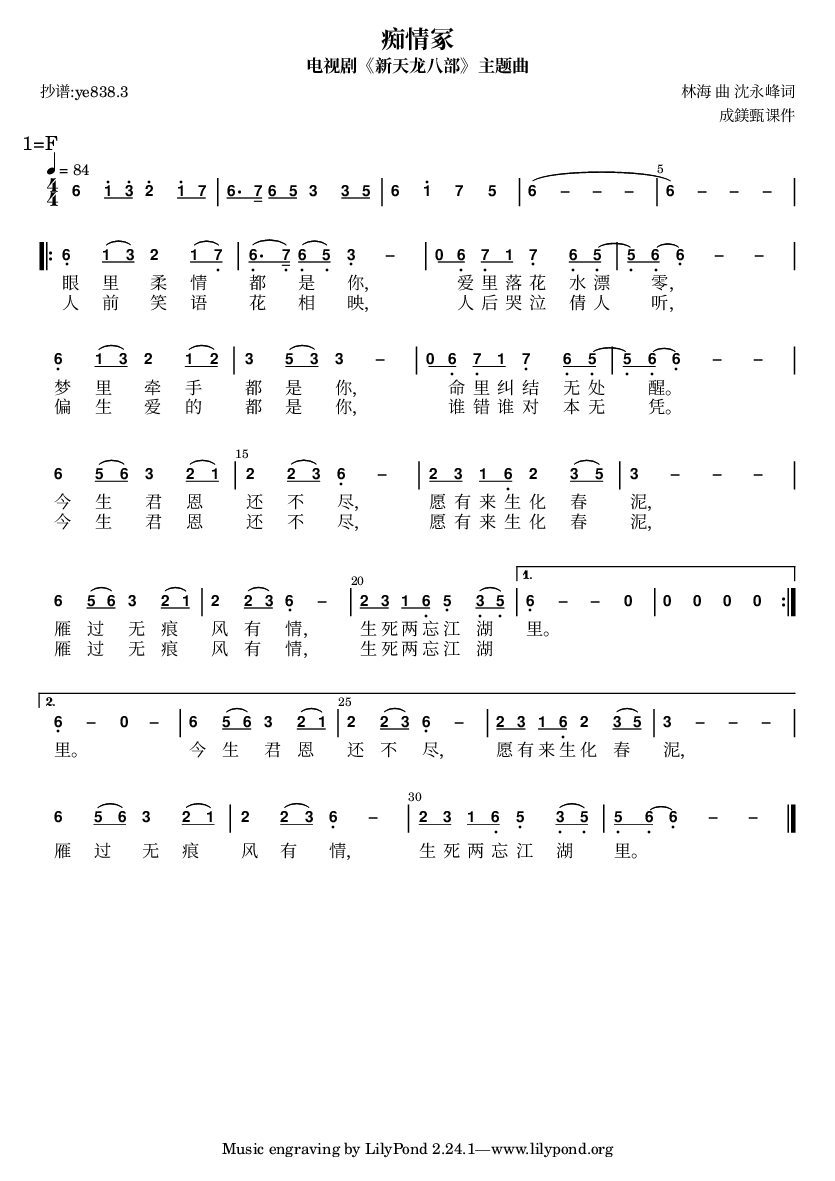 痴情冢
电视剧《新天龙八部》主题曲
抄谱:ye838.3 林海 曲 沈永峰词
成鎂甄课件
1=F
♩= 84
4/4 6 1 3 2 1 7 | 6· 7 6 5 3 3 5 | 6 1 7 5 | 6 – – – | 5 6 – – – |
6 1 3 2 1 7 | 6· 7 6 5 3 – | 0 6 7 1 7 6 5 | 5 6 6 – – |
眼 里 柔 情 都 是 你, 爱 里 落 花 水 漂 零,
人 前 笑 语 花 相 映, 人 后 哭 泣 倩 人 听,
6 1 3 2 1 2 | 3 5 3 3 – | 0 6 7 1 7 6 5 | 5 6 6 – – |
梦 里 牵 手 都 是 你, 命 里 纠 结 无 处 醒。
偏 生 爱 的 都 是 你, 谁 错 谁 对 本 无 凭。
15
6 5 6 3 2 1 | 2 2 3 6 – | 2 3 1 6 2 3 5 | 3 – – – |
今 生 君 恩 还 不 尽, 愿 有 来 生 化 春 泥,
今 生 君 恩 还 不 尽, 愿 有 来 生 化 春 泥,
20 1.
6 5 6 3 2 1 | 2 2 3 6 – | 2 3 1 6 5 3 5 | 6 – – 0 | 0 0 0 0 :|
雁 过 无 痕 风 有 情, 生 死 两 忘 江 湖 里。
雁 过 无 痕 风 有 情, 生 死 两 忘 江 湖
2. 25
6 – 0 – | 6 5 6 3 2 1 | 2 2 3 6 – | 2 3 1 6 2 3 5 | 3 – – – |
里。 今 生 君 恩 还 不 尽, 愿 有 来 生 化 春 泥,
30
6 5 6 3 2 1 | 2 2 3 6 – | 2 3 1 6 5 3 5 | 5 6 6 – – |
雁 过 无 痕 风 有 情, 生 死 两 忘 江 湖 里。
Music engraving by LilyPond 2.24.1—www.lilypond.org